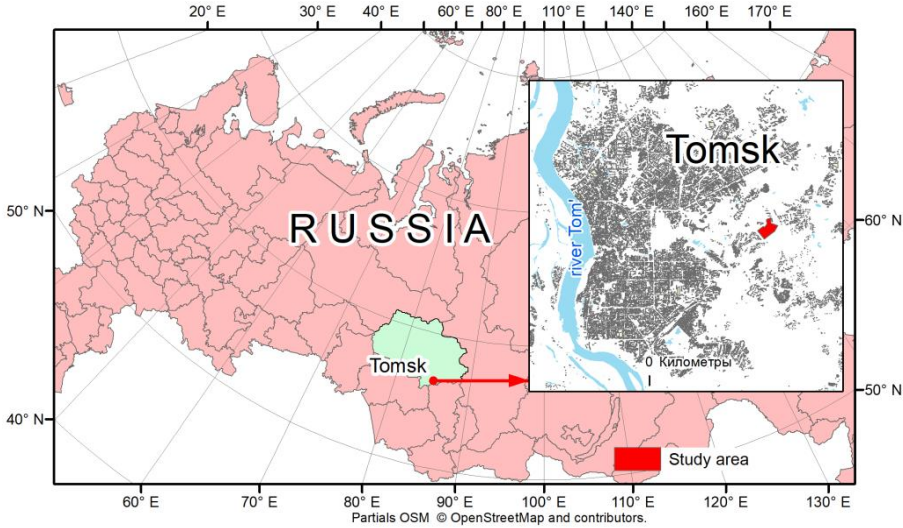 20° E 30° E 40° E 50° E 60° E 80° E 110° E 140° E 160° E 170° E
Tomsk
RUSSIA
river Tom'
50° N
60° N
Tomsk
0 Километры
50° N
40° N
Study area
60° E 70° E 80° E 90° E 100° E 110° E 120° E 130° E
Partials OSM © OpenStreetMap and contributors.